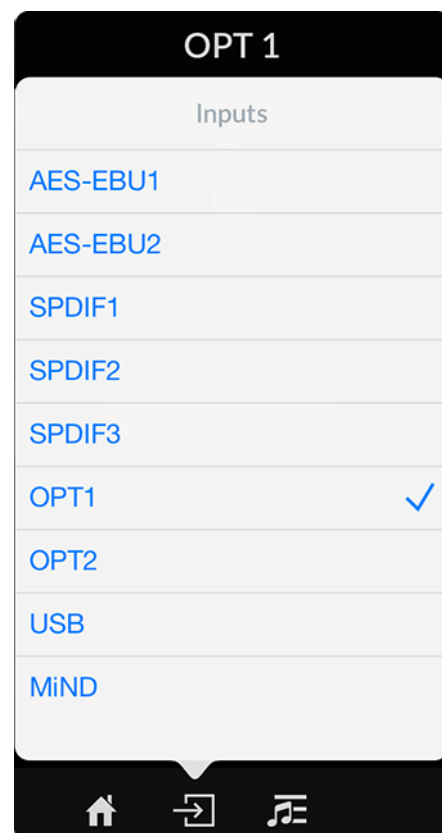 OPT 1
Inputs
AES-EBU1
AES-EBU2
SPDIF1
SPDIF2
SPDIF3
OPT1
OPT2
USB
MiND